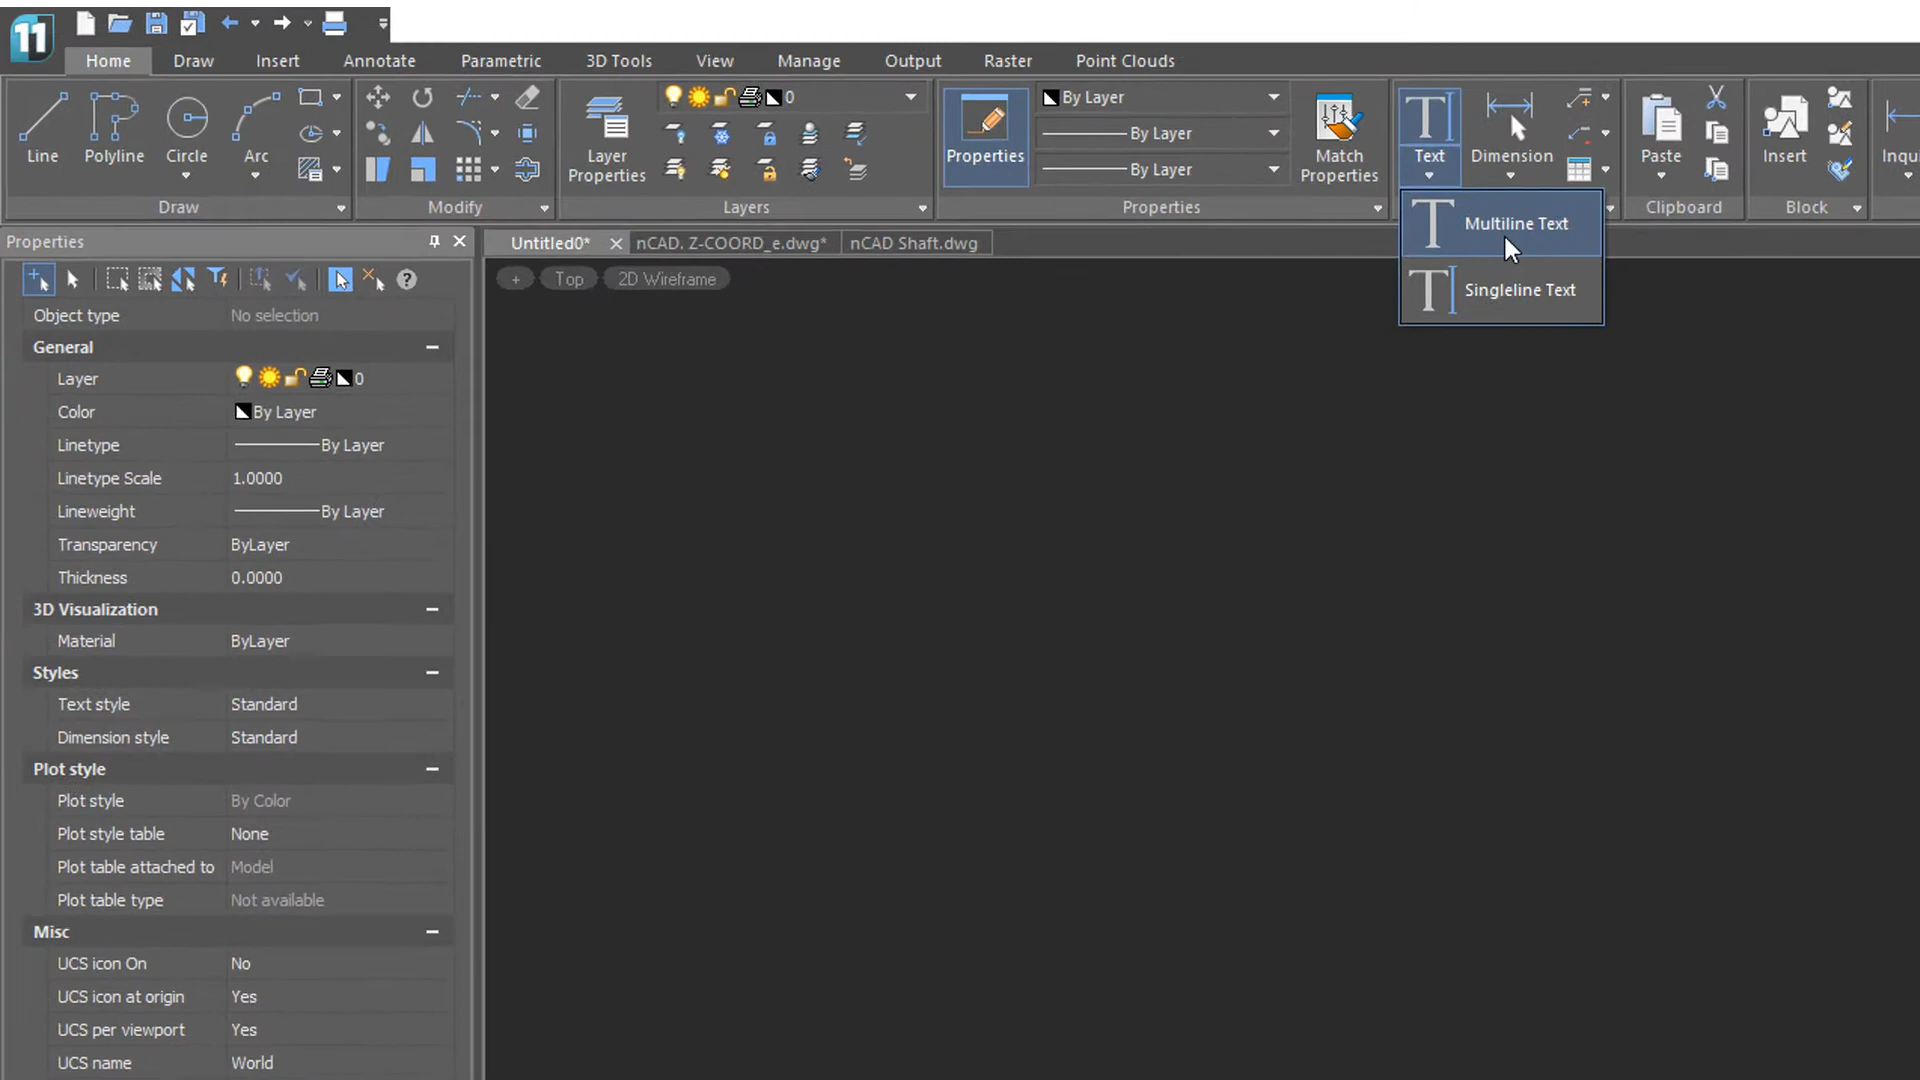 11
Home Draw Insert Annotate Parametric 3D Tools View Manage Output Raster Point Clouds
0 By Layer
By Layer
By Layer
Line Polyline Circle Arc Layer Properties Properties Match Properties Text Dimension Paste Insert Inqui
Draw Modify Layers Properties Clipboard Block
Multiline Text
Singleline Text
Properties
Untitled0* nCAD. Z-COORD_e.dwg* nCAD Shaft.dwg
+ Top 2D Wireframe
Object type No selection
General
Layer 0
Color By Layer
Linetype By Layer
Linetype Scale 1.0000
Lineweight By Layer
Transparency ByLayer
Thickness 0.0000
3D Visualization
Material ByLayer
Styles
Text style Standard
Dimension style Standard
Plot style
Plot style By Color
Plot style table None
Plot table attached to Model
Plot table type Not available
Misc
UCS icon On No
UCS icon at origin Yes
UCS per viewport Yes
UCS name World